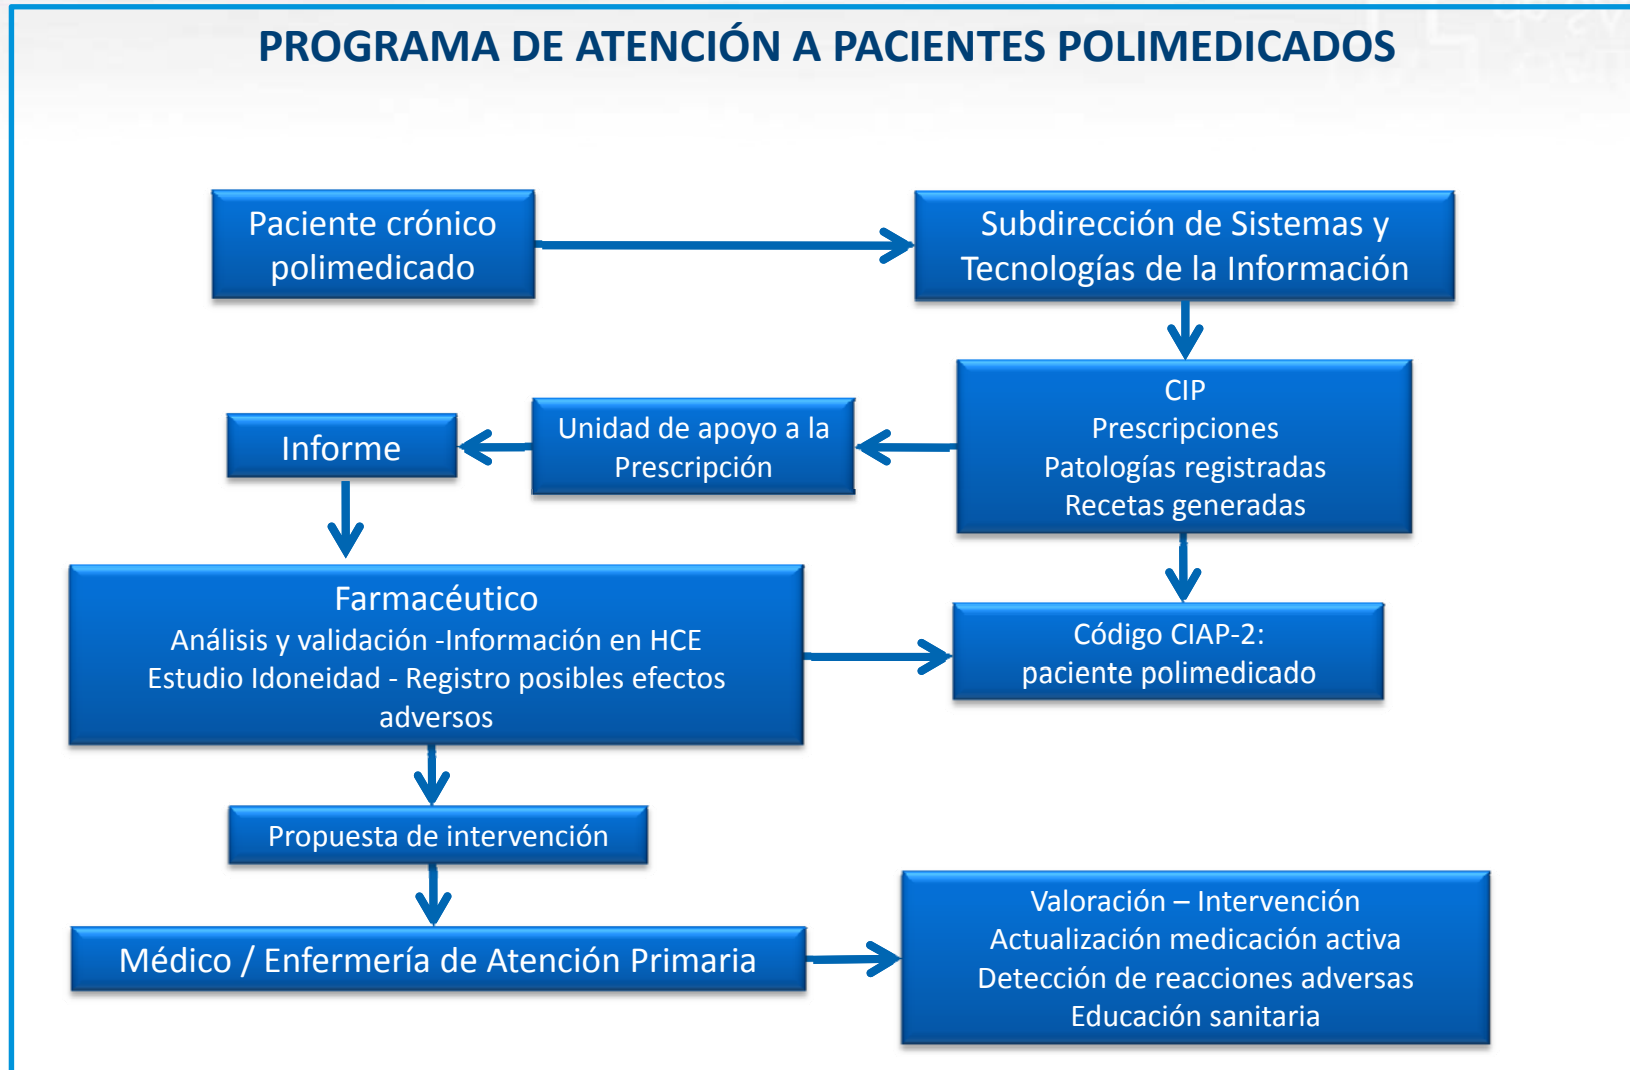 PROGRAMA DE ATENCIÓN A PACIENTES POLIMEDICADOS
Paciente crónico
polimedicado
Subdirección de Sistemas y
Tecnologías de la Información
CIP
Prescripciones
Patologías registradas
Recetas generadas
Unidad de apoyo a la
Prescripción
Informe
Farmacéutico
Análisis y validación -Información en HCE
Estudio Idoneidad - Registro posibles efectos
adversos
Código CIAP-2:
paciente polimedicado
Propuesta de intervención
Médico / Enfermería de Atención Primaria
Valoración – Intervención
Actualización medicación activa
Detección de reacciones adversas
Educación sanitaria